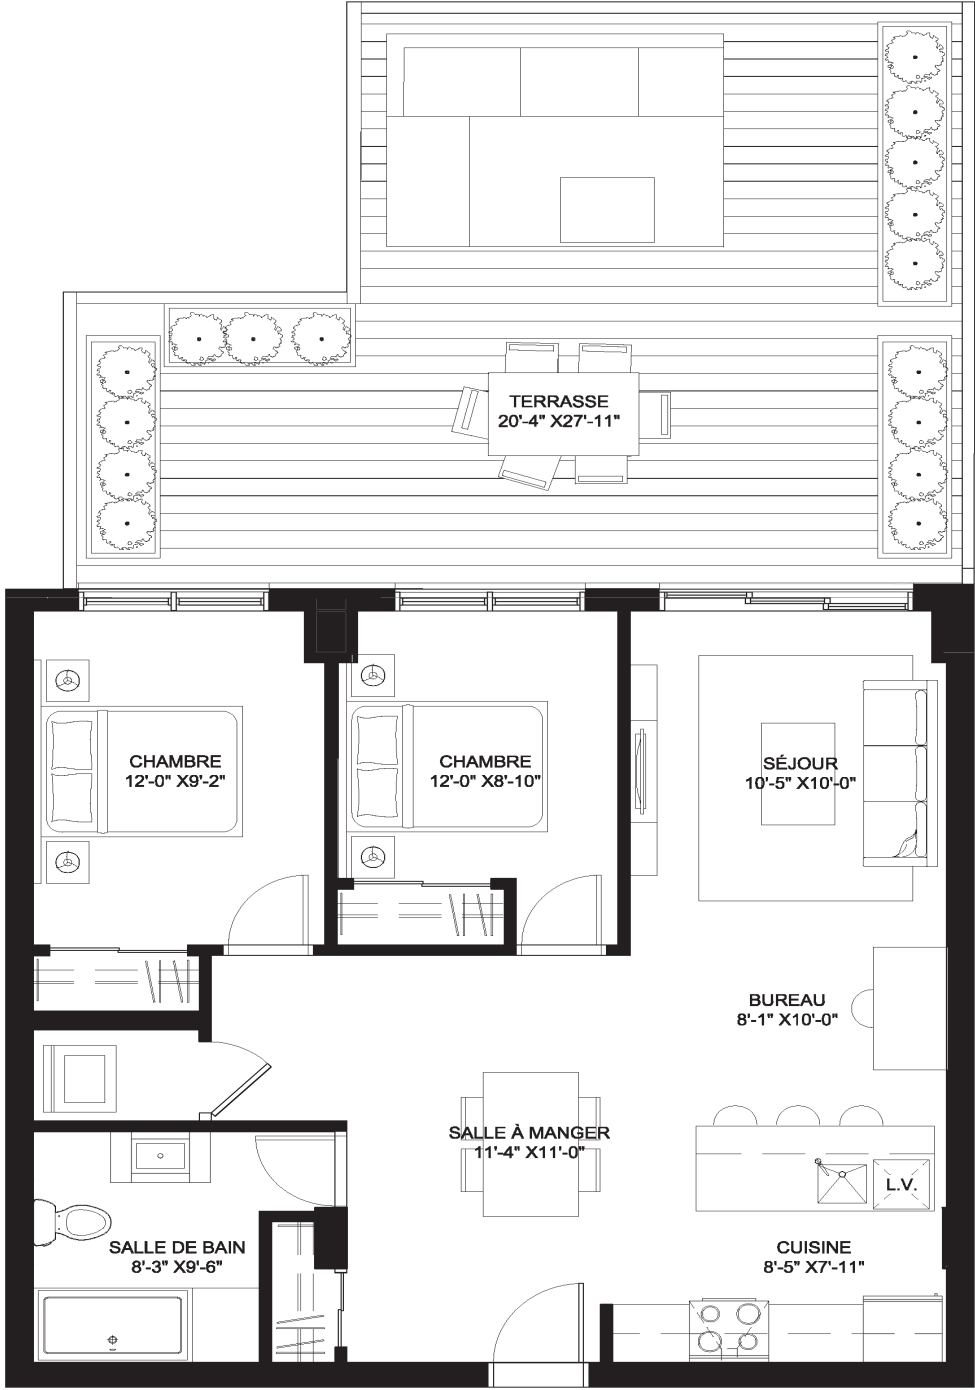 TERRASSE
20'-4" X27'-11"
CHAMBRE
12'-0" X9'-2"
CHAMBRE
12'-0" X8'-10"
SÉJOUR
10'-5" X10'-0"
BUREAU
8'-1" X10'-0"
SALLE À MANGER
11'-4" X11'-0"
L.V.
SALLE DE BAIN
8'-3" X9'-6"
CUISINE
8'-5" X7'-11"